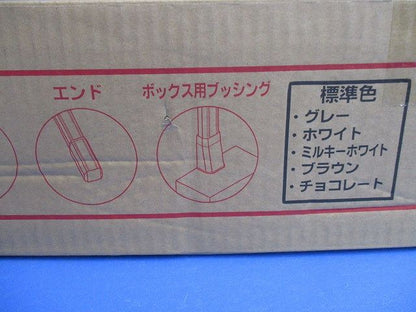 エンド
ボックス用ブッシング
標準色
・グレー
・ホワイト
・ミルキーホワイト
・ブラウン
・チョコレート